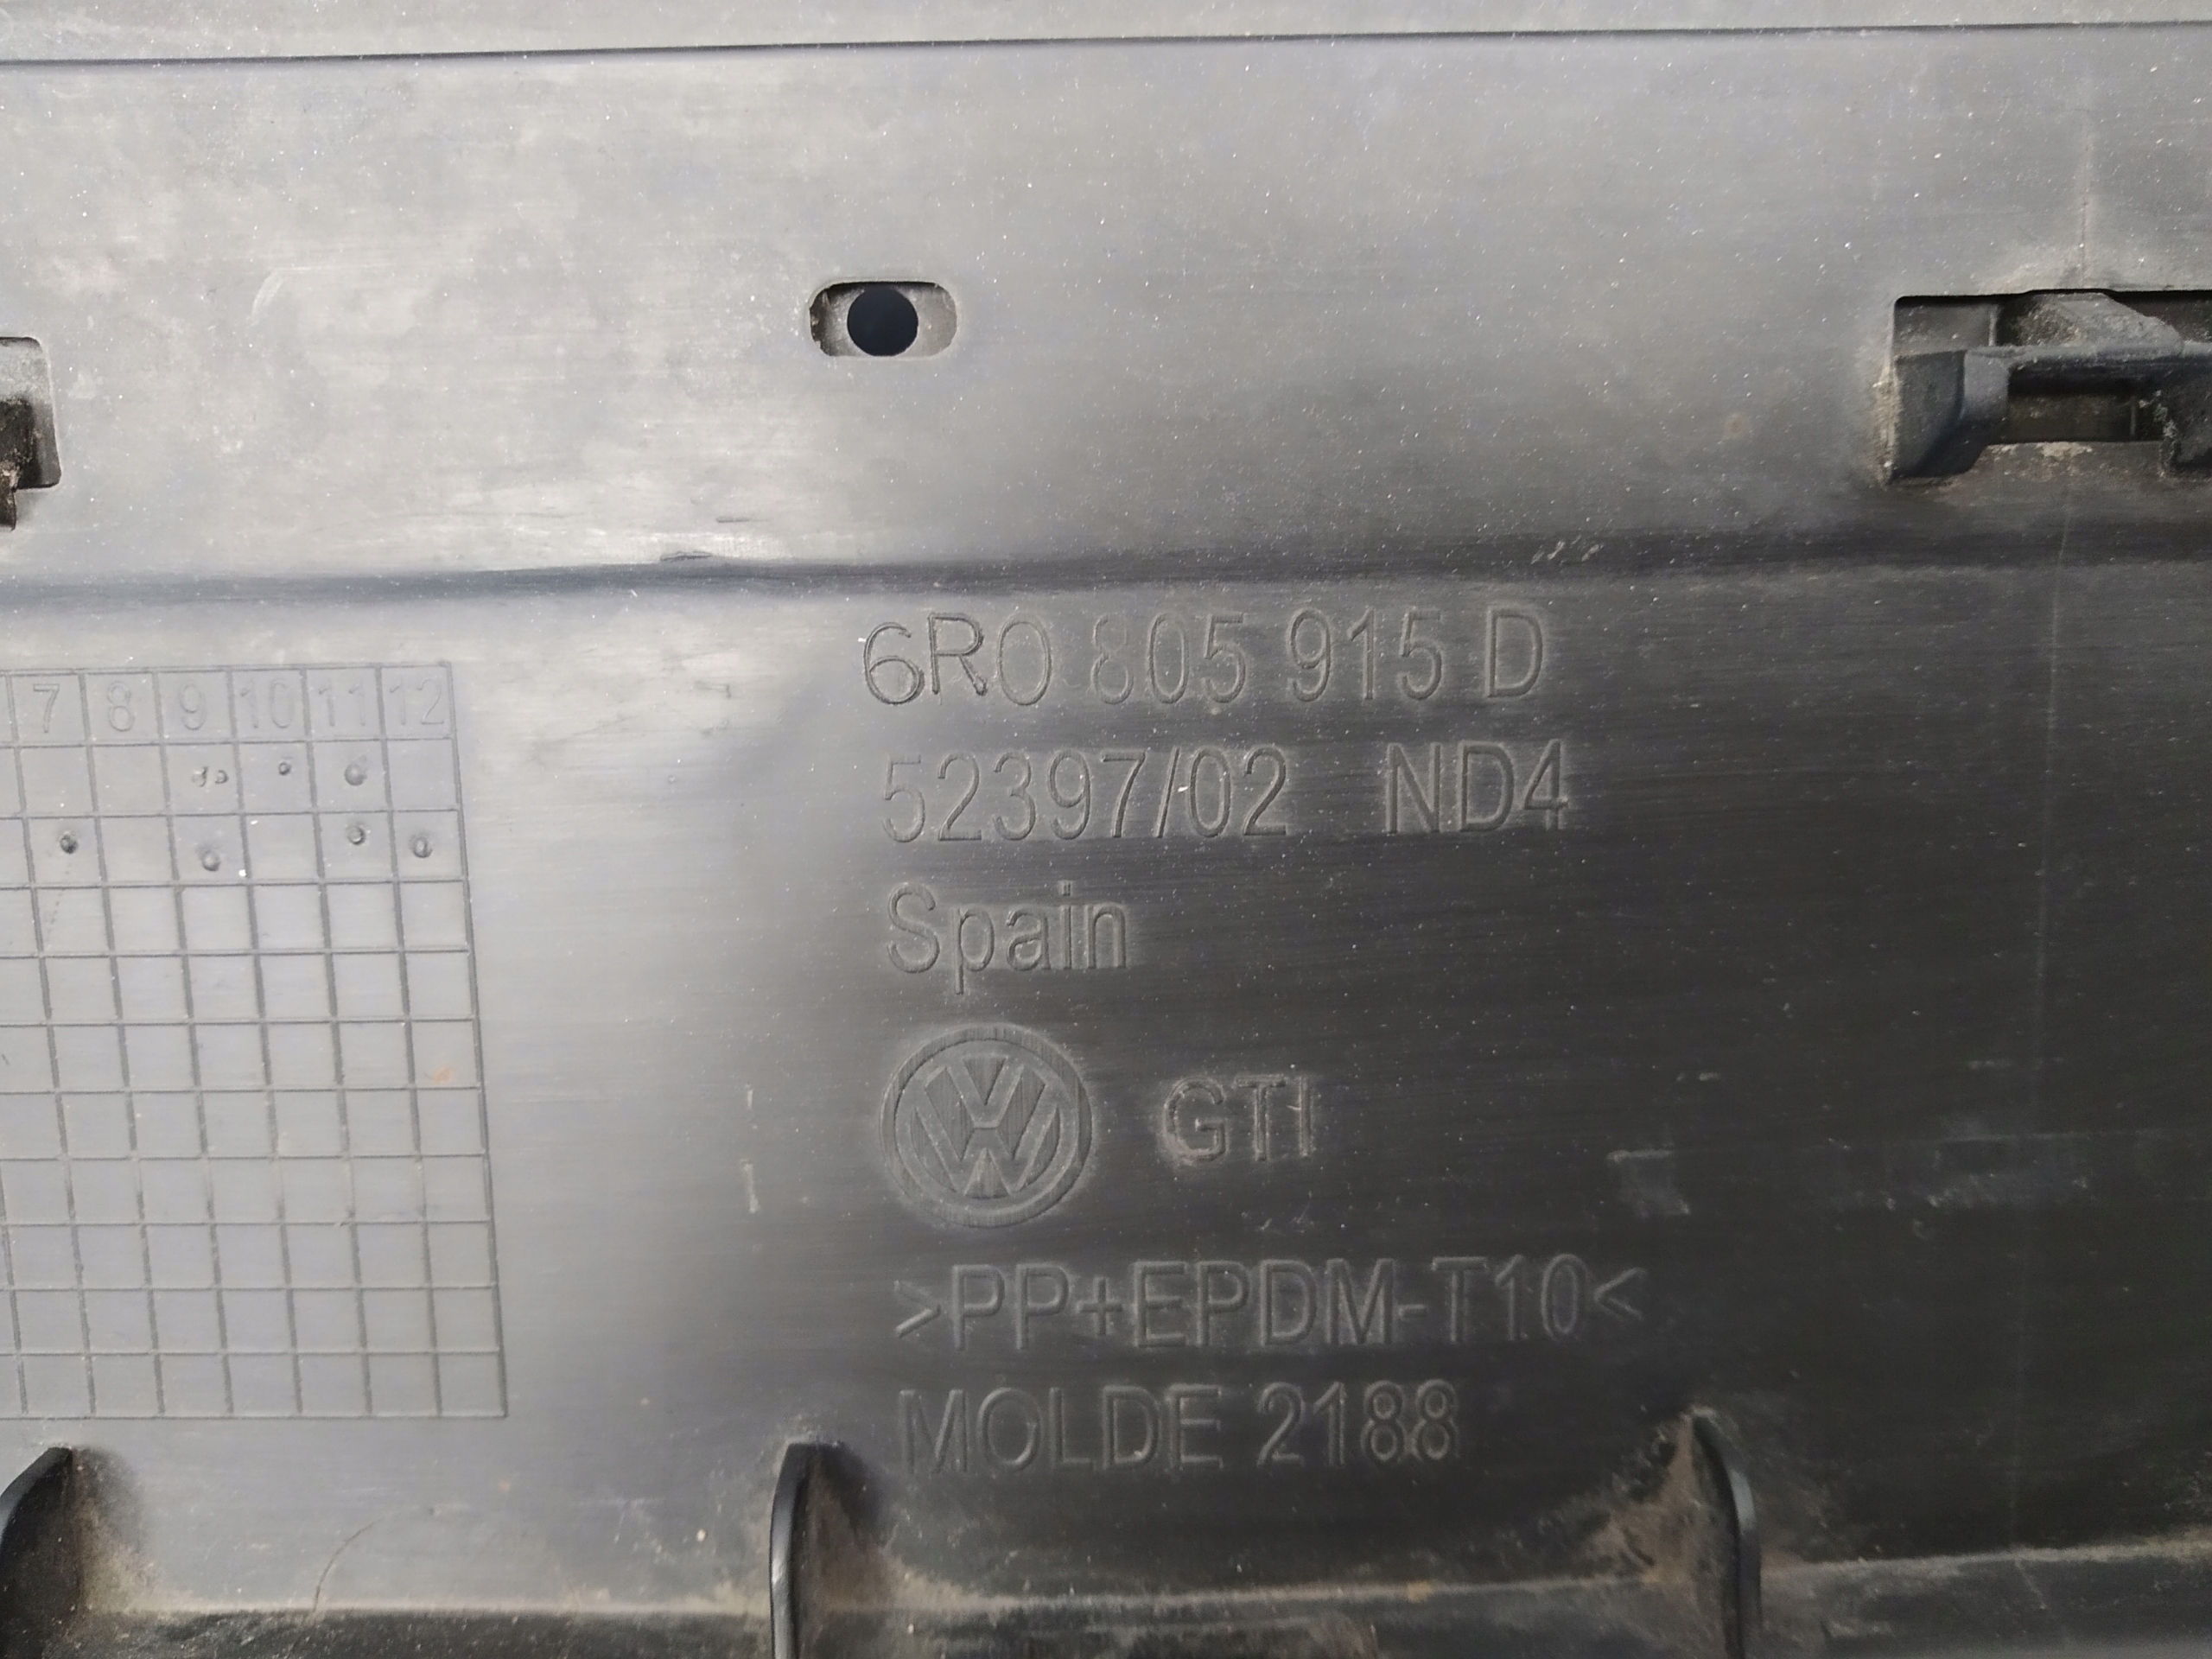 6R0 805 915 D
7 8 9 10 11 12
52397/02 ND4
Spain
VW GTI
>PP+EPDM-T10<
MOLDE 2188